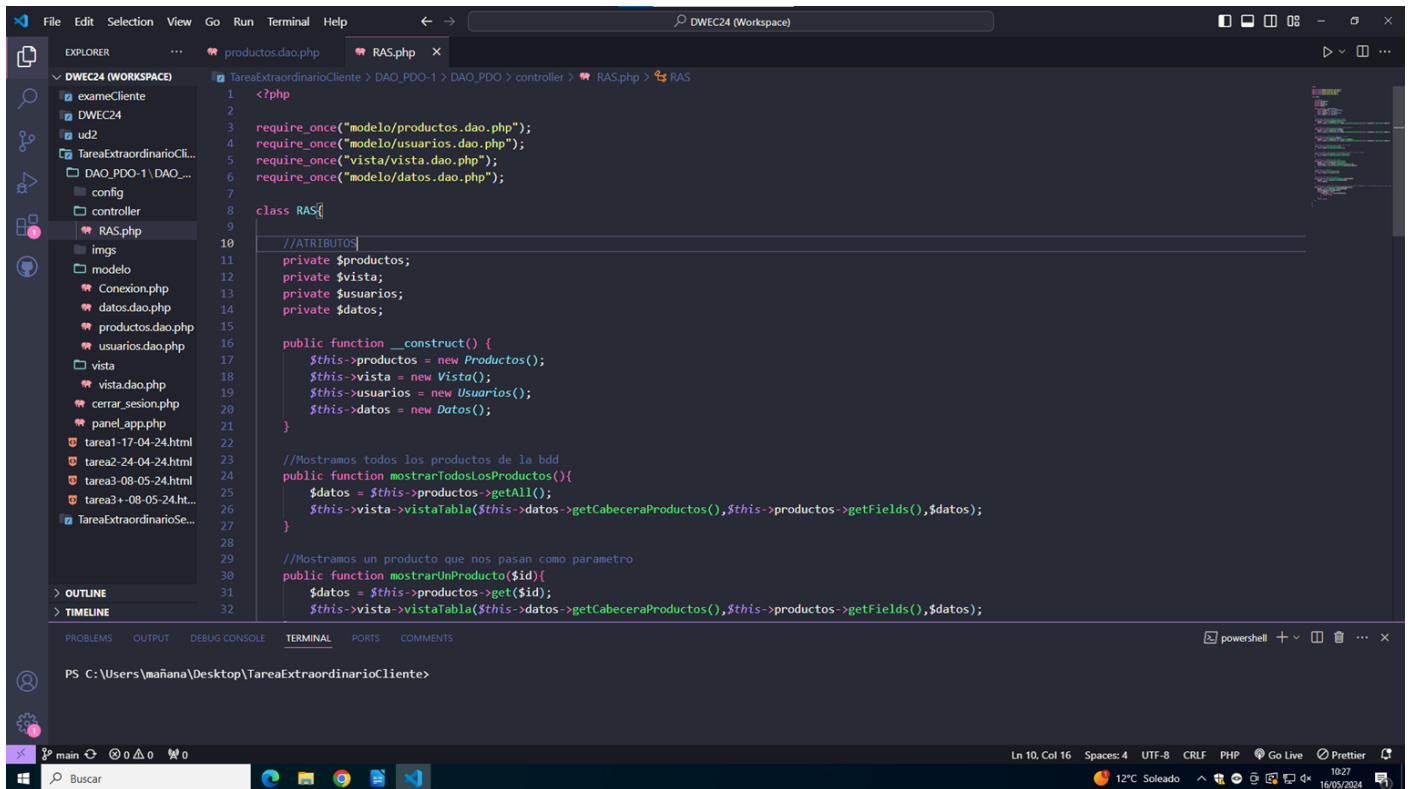 File Edit Selection View Go Run Terminal Help
DWEC24 (Workspace)
EXPLORER
productos.dao.php
RAS.php
DWEC24 (WORKSPACE)
exameCliente
DWEC24
ud2
TareaExtraordinarioCli...
DAO_PDO-1\DAO_...
config
controller
RAS.php
imgs
modelo
Conexion.php
datos.dao.php
productos.dao.php
usuarios.dao.php
vista
vista.dao.php
cerrar_sesion.php
panel_app.php
tarea1-17-04-24.html
tarea2-24-04-24.html
tarea3-08-05-24.html
tarea3+-08-05-24.ht...
TareaExtraordinarioSe...
OUTLINE
TIMELINE
TareaExtraordinarioCliente > DAO_PDO-1 > DAO_PDO > controller > RAS.php > RAS
1 <?php
2
3 require_once("modelo/productos.dao.php");
4 require_once("modelo/usuarios.dao.php");
5 require_once("vista/vista.dao.php");
6 require_once("modelo/datos.dao.php");
7
8 class RAS{
9
10 //ATRIBUTOS
11 private $productos;
12 private $vista;
13 private $usuarios;
14 private $datos;
15
16 public function __construct() {
17 $this->productos = new Productos();
18 $this->vista = new Vista();
19 $this->usuarios = new Usuarios();
20 $this->datos = new Datos();
21 }
22
23 //Mostramos todos los productos de la bdd
24 public function mostrarTodosLosProductos(){
25 $datos = $this->productos->getAll();
26 $this->vista->vistaTabla($this->datos->getCabeceraProductos(),$this->productos->getFields(),$datos);
27 }
28
29 //Mostramos un producto que nos pasan como parametro
30 public function mostrarUnProducto($id){
31 $datos = $this->productos->get($id);
32 $this->vista->vistaTabla($this->datos->getCabeceraProductos(),$this->productos->getFields(),$datos);
PROBLEMS OUTPUT DEBUG CONSOLE TERMINAL PORTS COMMENTS
powershell
PS C:\Users\mañana\Desktop\TareaExtraordinarioCliente>
1
1
main 0 0 0
Ln 10, Col 16 Spaces: 4 UTF-8 CRLF PHP Go Live Prettier
Buscar
12°C Soleado
10:27
16/05/2024
1